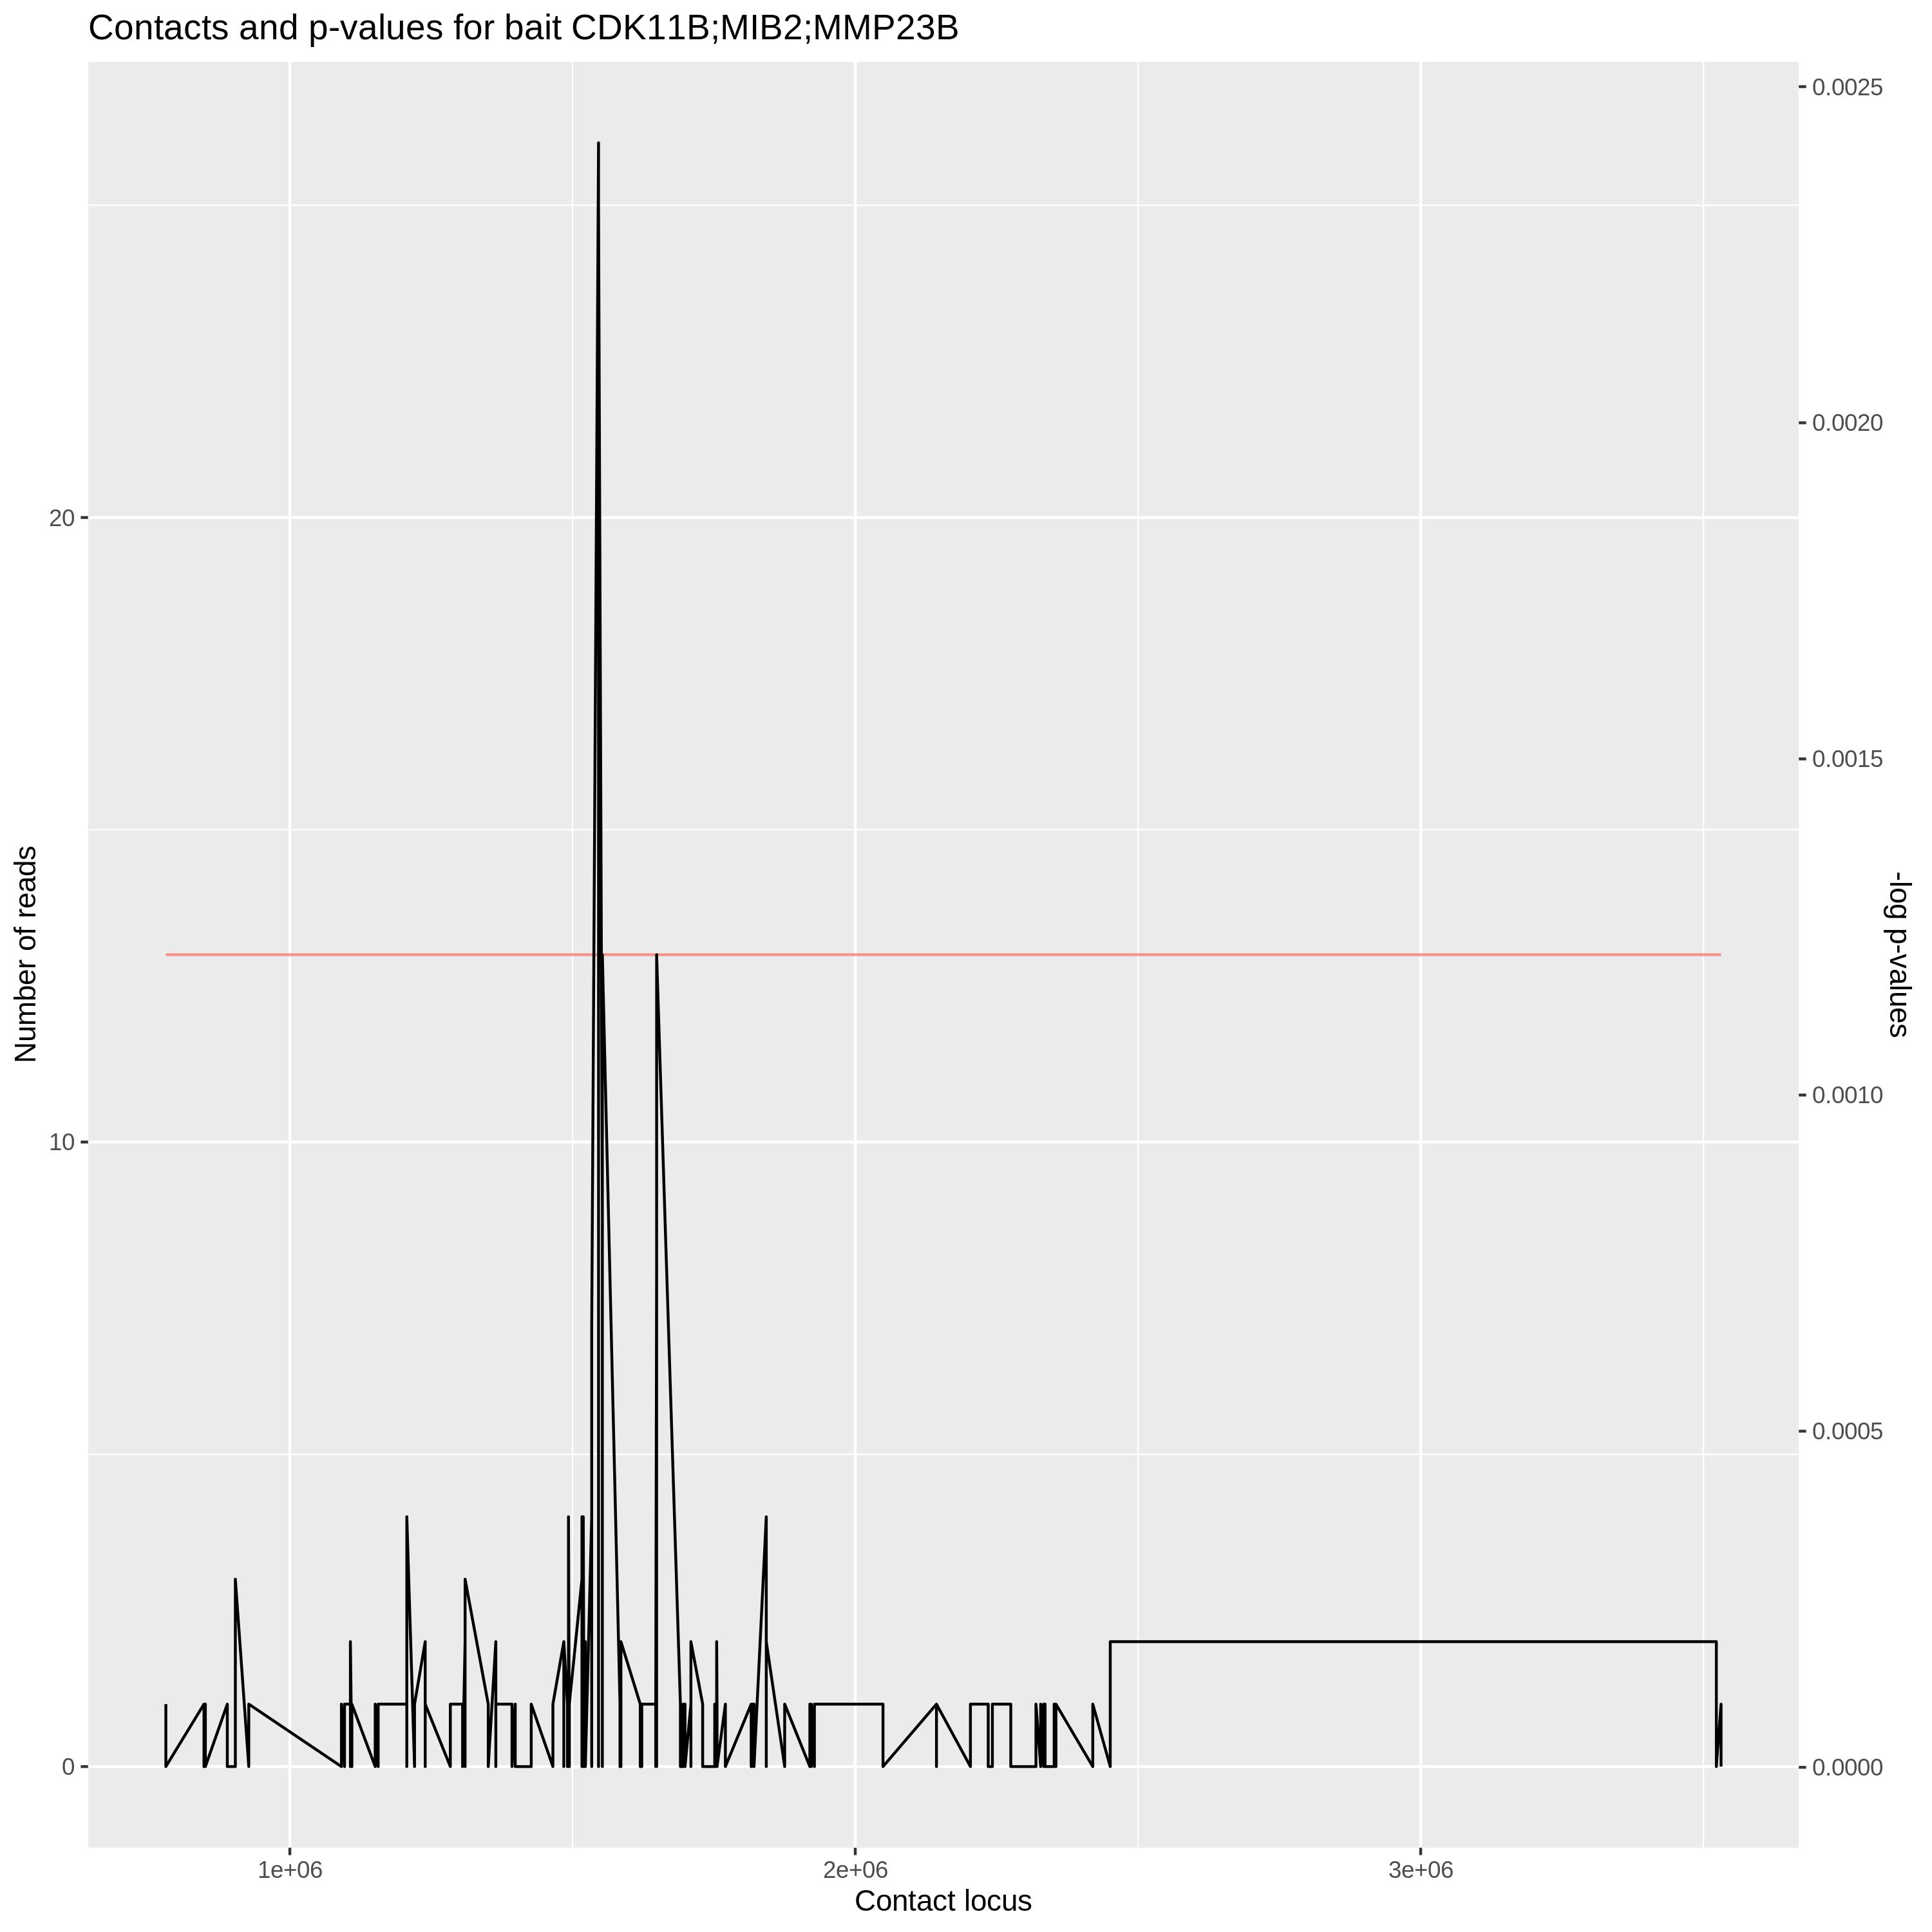 Contacts and p-values for bait CDK11B;MIB2;MMP23B
Number of reads
20
10
0
0.0025
0.0020
0.0015
0.0010
0.0005
0.0000
-log p-values
1e+06
2e+06
3e+06
Contact locus